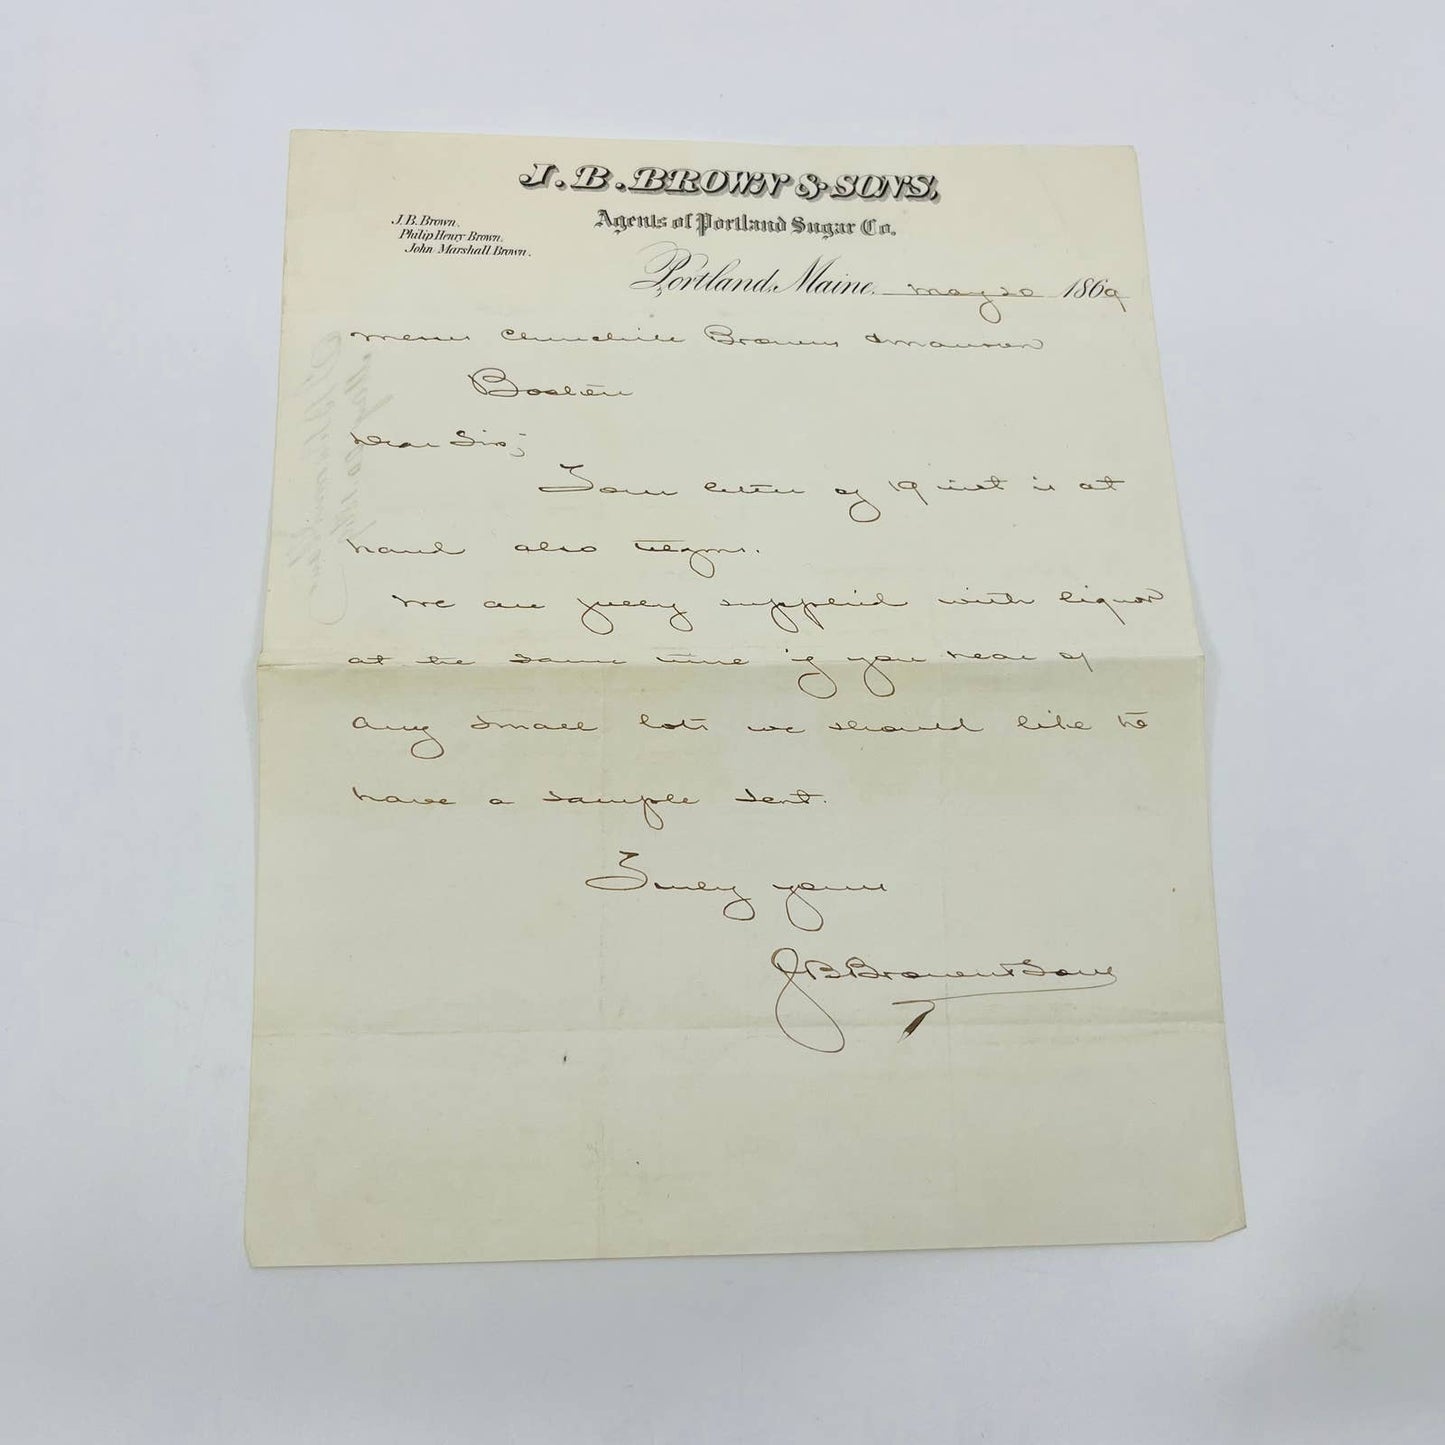 J. B. BROWN & SONS,
Agents of Portland Sugar Co.
J. B. Brown.
Philip Henry Brown.
John Marshall Brown.
Portland, Maine, May 20 1869
Messrs Churchill Browns & Manson
Boston
Dear Sirs;
Your letter of 19 inst is at
hand also telegm.
We are fully supplied with liquor
at the same time if you hear of
any small lots we should like to
have a sample sent.
Truly yours
J B Brown & Sons